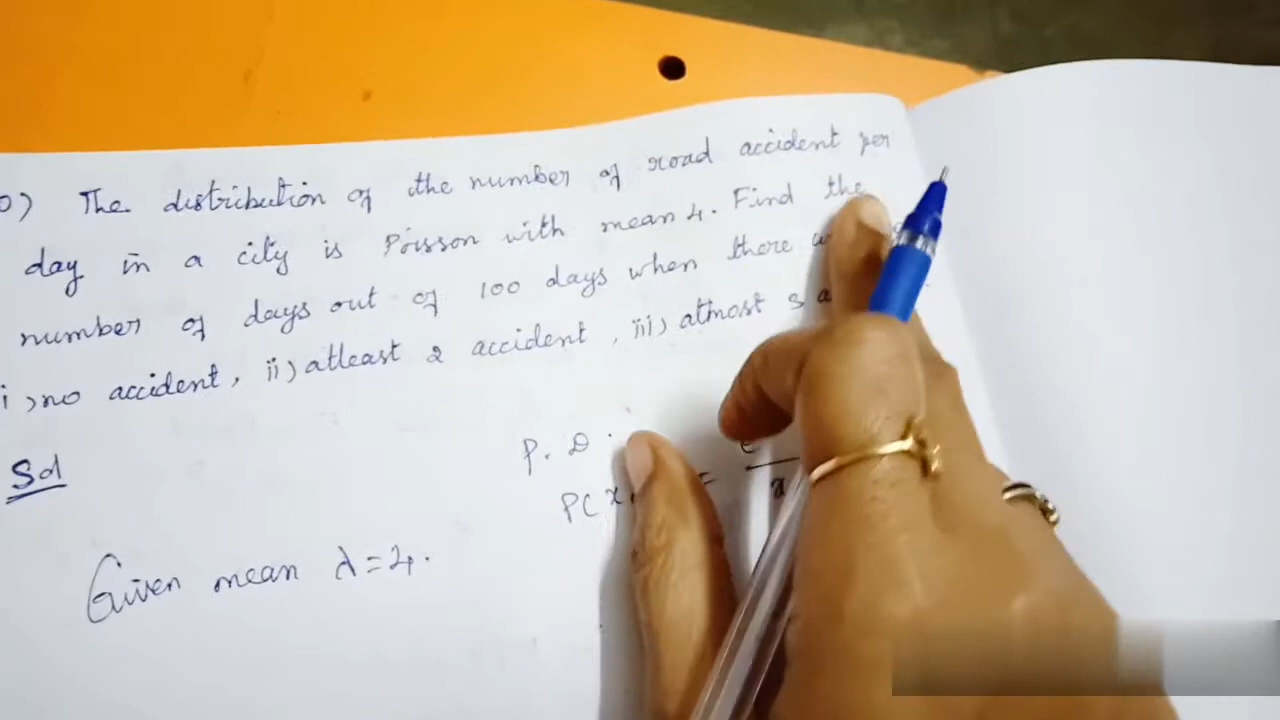 0) The distribution of the number of road accident per
day in a city is Poisson with mean 4. Find the
number of days out of 100 days when there
i) no accident, ii) atleast 2 accident, iii) atmost 3
Sol
P. D.
P(x =
Given mean λ = 4.